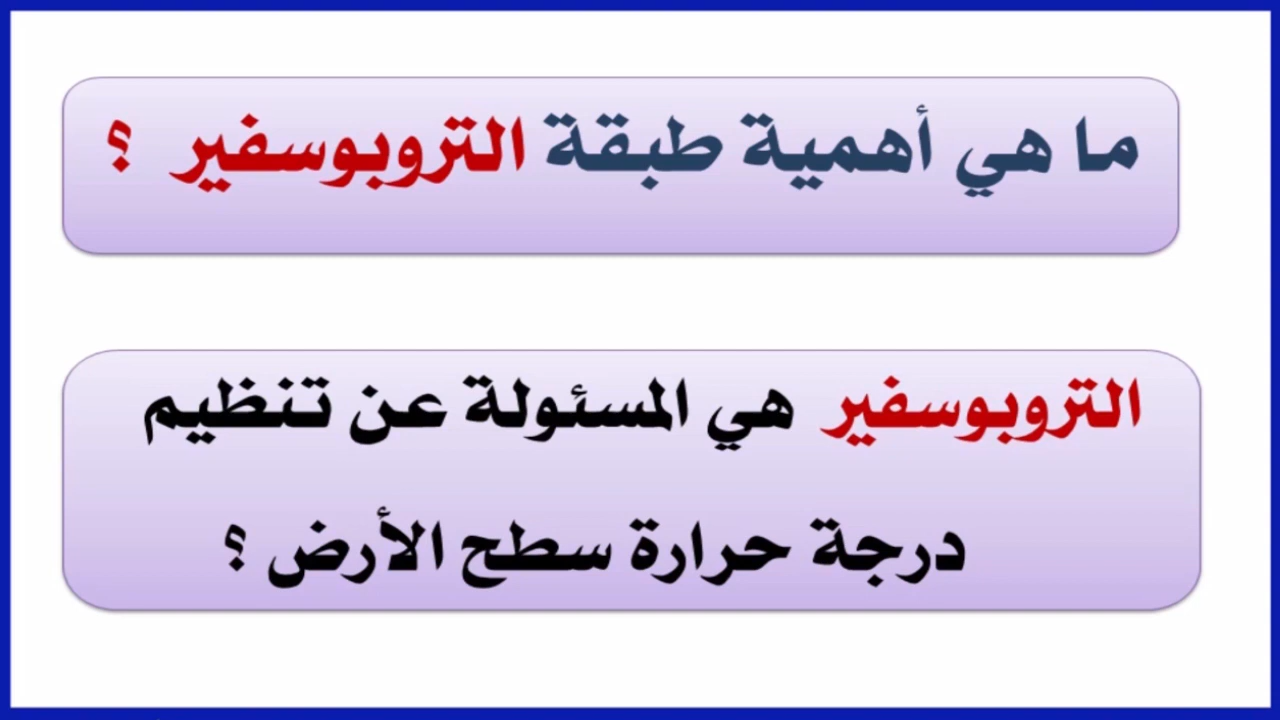 ما هي أهمية طبقة التروبوسفير ؟
التروبوسفير هي المسئولة عن تنظيم
درجة حرارة سطح الأرض ؟